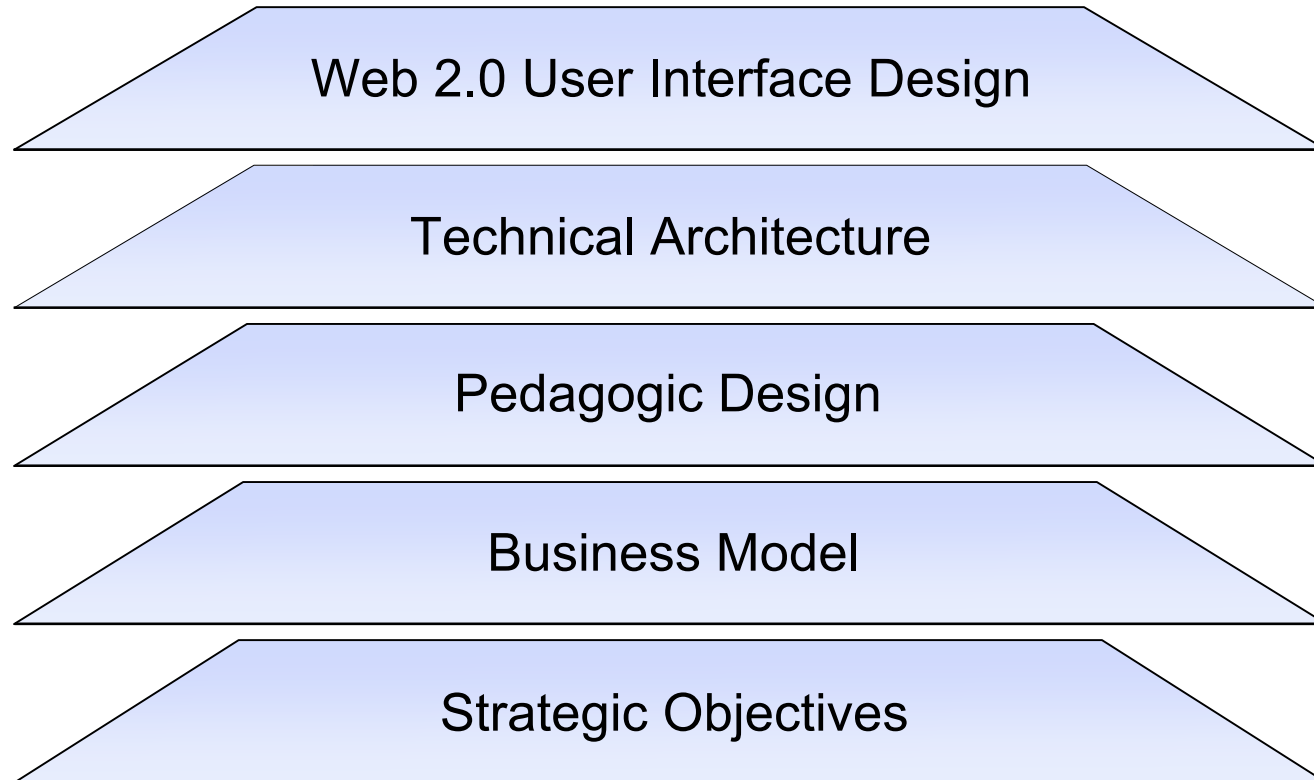 Web 2.0 User Interface Design
Technical Architecture
Pedagogic Design
Business Model
Strategic Objectives